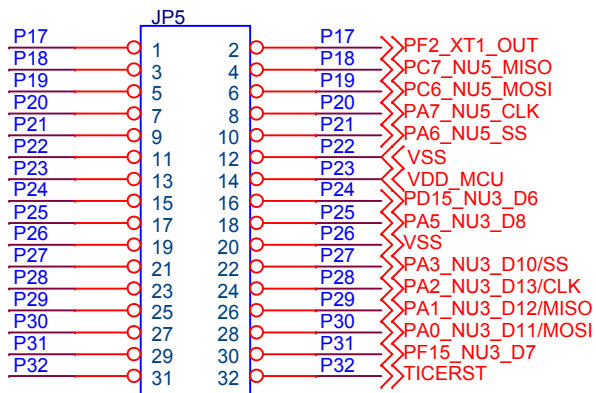 JP5
P17 1 2 P17 PF2_XT1_OUT
P18 3 4 P18 PC7_NU5_MISO
P19 5 6 P19 PC6_NU5_MOSI
P20 7 8 P20 PA7_NU5_CLK
P21 9 10 P21 PA6_NU5_SS
P22 11 12 P22 VSS
P23 13 14 P23 VDD_MCU
P24 15 16 P24 PD15_NU3_D6
P25 17 18 P25 PA5_NU3_D8
P26 19 20 P26 VSS
P27 21 22 P27 PA3_NU3_D10/SS
P28 23 24 P28 PA2_NU3_D13/CLK
P29 25 26 P29 PA1_NU3_D12/MISO
P30 27 28 P30 PA0_NU3_D11/MOSI
P31 29 30 P31 PF15_NU3_D7
P32 31 32 P32 TICERST